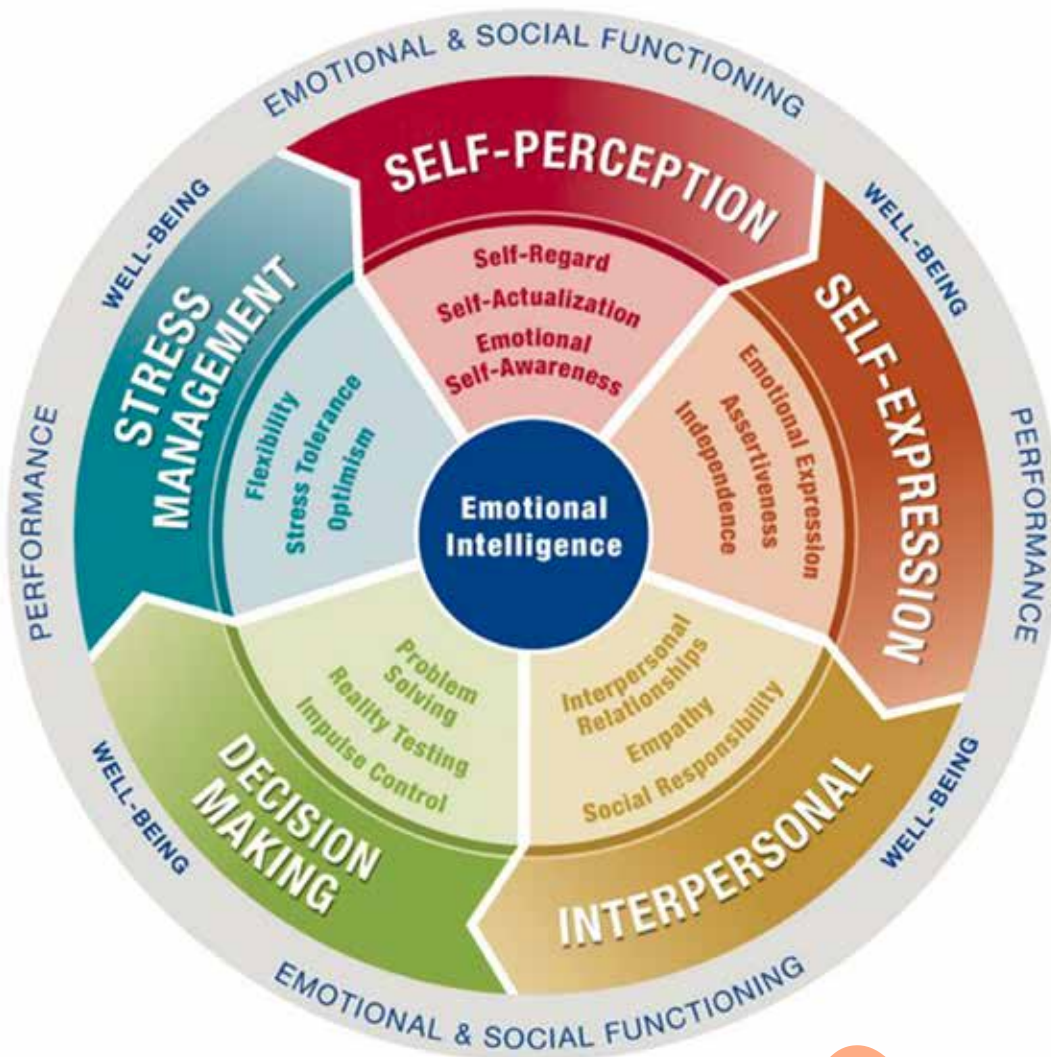 EMOTIONAL & SOCIAL FUNCTIONING
WELL-BEING
WELL-BEING
SELF-PERCEPTION
Self-Regard
Self-Actualization
Emotional
Self-Awareness
SELF-EXPRESSION
Emotional Expression
Assertiveness
Independence
STRESS
MANAGEMENT
Flexibility
Stress Tolerance
Optimism
PERFORMANCE
PERFORMANCE
Emotional
Intelligence
Problem
Solving
Reality Testing
Impulse Control
DECISION
MAKING
Interpersonal
Relationships
Empathy
Social Responsibility
INTERPERSONAL
WELL-BEING
WELL-BEING
EMOTIONAL & SOCIAL FUNCTIONING